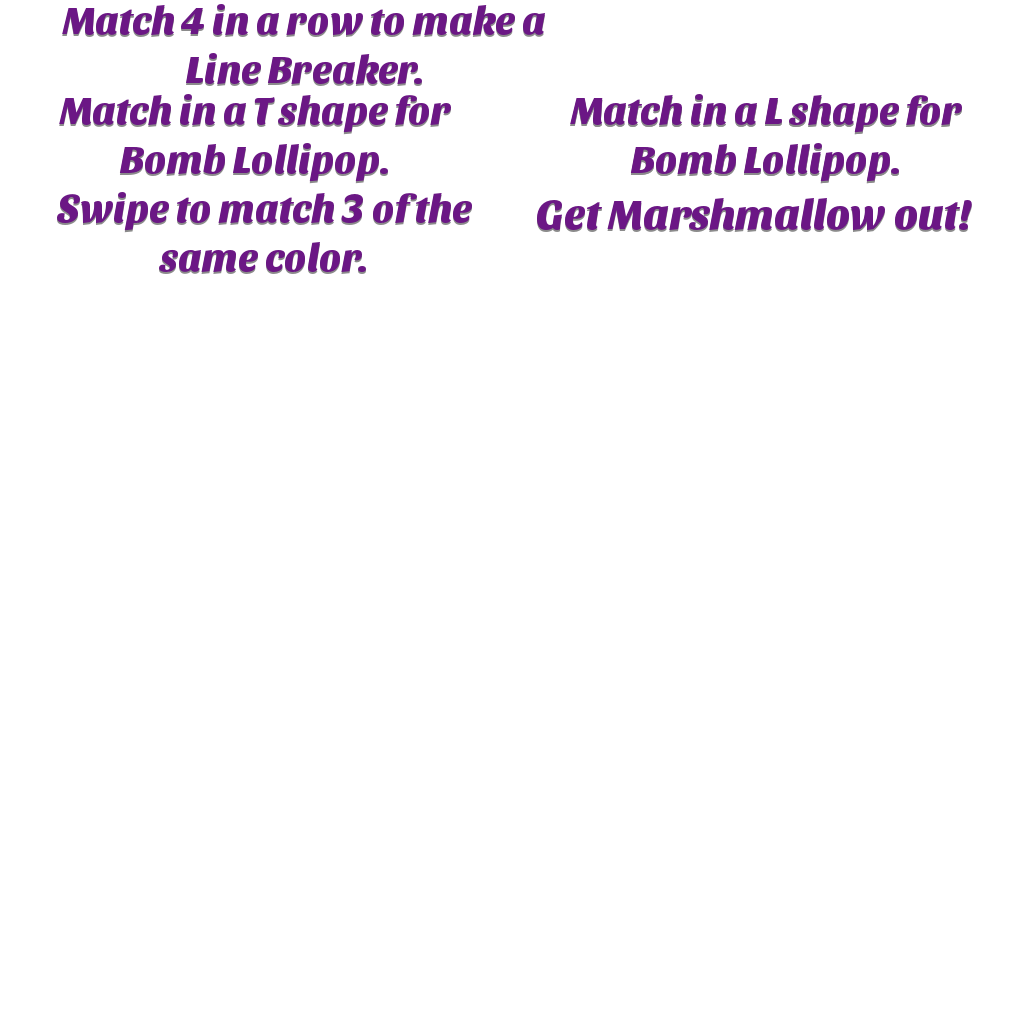 Match 4 in a row to make a
Line Breaker.
Match in a T shape for
Bomb Lollipop.
Match in a L shape for
Bomb Lollipop.
Swipe to match 3 of the
same color.
Get Marshmallow out!